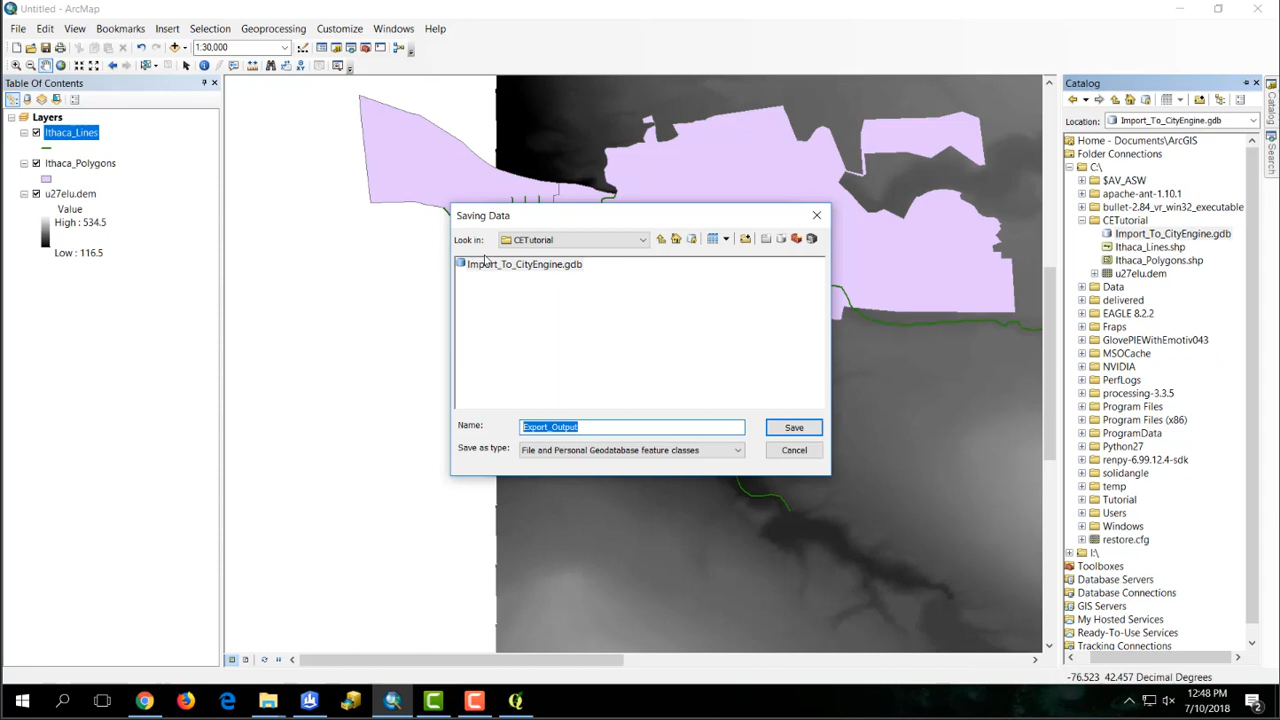 Untitled - ArcMap
File Edit View Bookmarks Insert Selection Geoprocessing Customize Windows Help
1:30,000
Table Of Contents
Layers
Ithaca_Lines
Ithaca_Polygons
u27elu.dem
Value
High : 534.5
Low : 116.5
Saving Data
Look in: CETutorial
Import_To_CityEngine.gdb
Name: Export_Output
Save
Save as type: File and Personal Geodatabase feature classes
Cancel
Catalog
Location: Import_To_CityEngine.gdb
Home - Documents\ArcGIS
Folder Connections
C:\
$AV_ASW
apache-ant-1.10.1
bullet-2.84_vr_win32_executable
CETutorial
Import_To_CityEngine.gdb
Ithaca_Lines.shp
Ithaca_Polygons.shp
u27elu.dem
Data
delivered
EAGLE 8.2.2
Fraps
GlovePIEWithEmotiv043
MSOCache
NVIDIA
PerfLogs
processing-3.3.5
Program Files
Program Files (x86)
ProgramData
Python27
renpy-6.99.12.4-sdk
solidangle
temp
Tutorial
Users
Windows
restore.cfg
I:\
Toolboxes
Database Servers
Database Connections
GIS Servers
My Hosted Services
Ready-To-Use Services
Tracking Connections
Catalog
Search
-76.523 42.457 Decimal Degrees
12:48 PM
7/10/2018
2